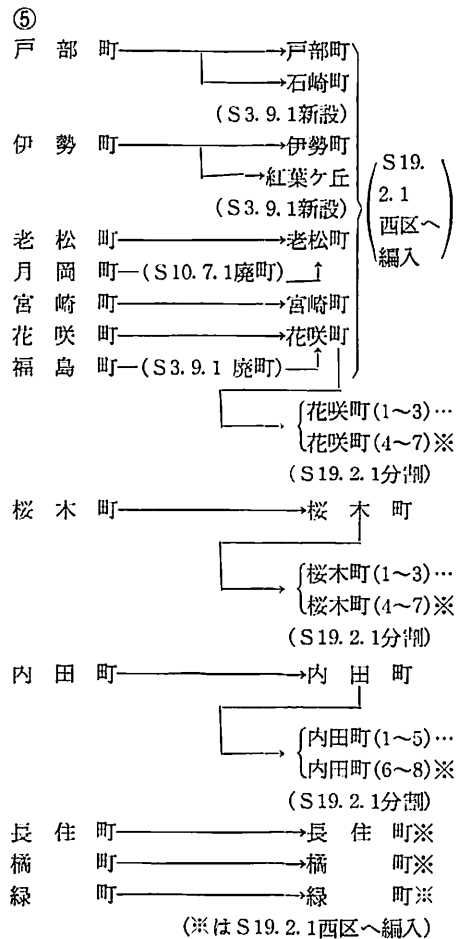 ⑤
戸部町 戸部町
石崎町
(S3.9.1新設)
伊勢町 伊勢町
紅葉ケ丘
(S3.9.1新設)
老松町 老松町
月岡町 (S10.7.1廃町)
宮崎町 宮崎町
花咲町 花咲町
福島町 (S3.9.1 廃町)
(S19.
2.1
西区へ
編入)
花咲町(1～3)…
花咲町(4～7)※
(S19.2.1分割)
桜木町 桜木町
桜木町(1～3)…
桜木町(4～7)※
(S19.2.1分割)
内田町 内田町
内田町(1～5)…
内田町(6～8)※
(S19.2.1分割)
長住町 長住町※
橘町 橘町※
緑町 緑町※
(※はS19.2.1西区へ編入)